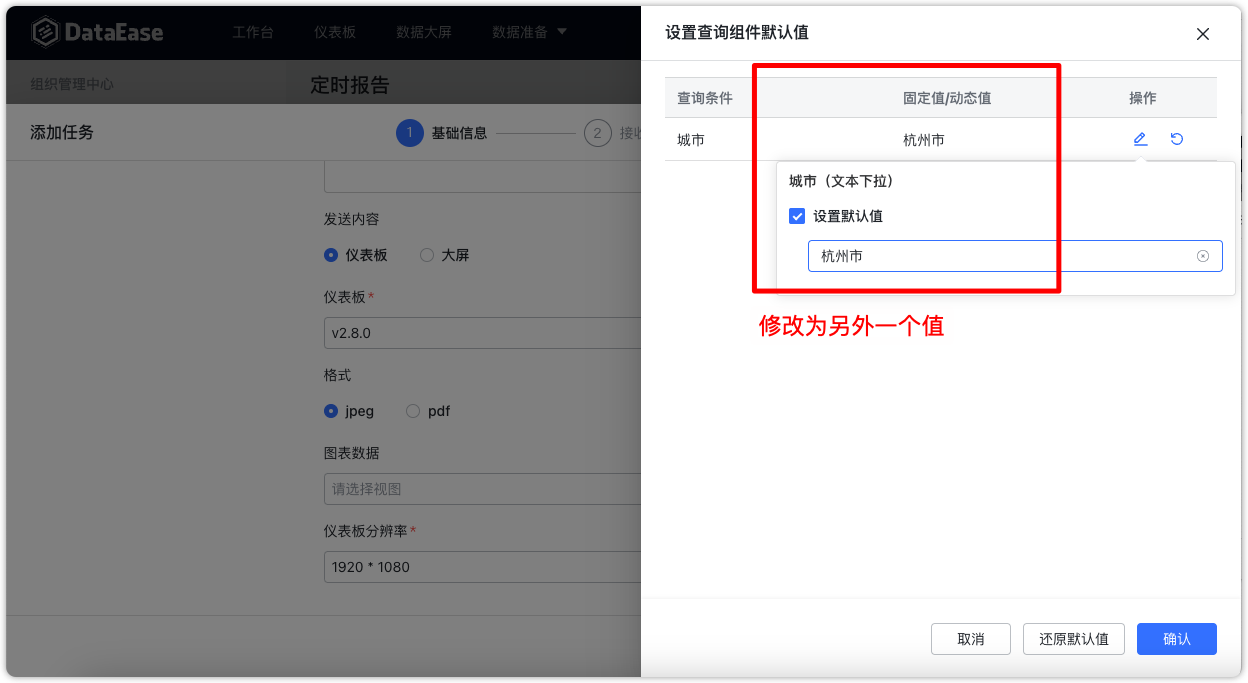 DataEase 工作台 仪表板 数据大屏 数据准备
组织管理中心
定时报告
添加任务
1 基础信息
2 接收
发送内容
仪表板 大屏
仪表板*
v2.8.0
格式
jpeg pdf
图表数据
请选择视图
仪表板分辨率*
1920 * 1080
设置查询组件默认值
查询条件 固定值/动态值 操作
城市 杭州市
城市（文本下拉）
设置默认值
杭州市
修改为另外一个值
取消 还原默认值 确认